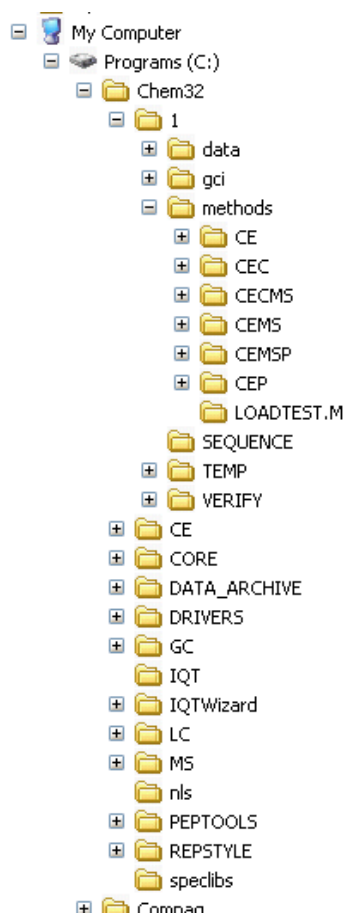 My Computer
Programs (C:)
Chem32
1
data
gci
methods
CE
CEC
CECMS
CEMS
CEMSP
CEP
LOADTEST.M
SEQUENCE
TEMP
VERIFY
CE
CORE
DATA_ARCHIVE
DRIVERS
GC
IQT
IQTWizard
LC
MS
nls
PEPTOOLS
REPSTYLE
speclibs
Compaq